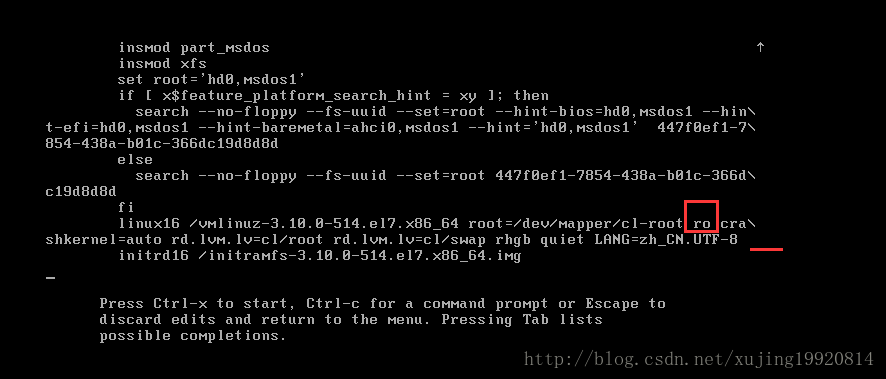 insmod part_msdos ↑
insmod xfs
set root='hd0,msdos1'
if [ x$feature_platform_search_hint = xy ]; then
search --no-floppy --fs-uuid --set=root --hint-bios=hd0,msdos1 --hin\
t-efi=hd0,msdos1 --hint-baremetal=ahci0,msdos1 --hint='hd0,msdos1'  447f0ef1-7\
854-438a-b01c-366dc19d8d8d
else
search --no-floppy --fs-uuid --set=root 447f0ef1-7854-438a-b01c-366d\
c19d8d8d
fi
linux16 /vmlinuz-3.10.0-514.el7.x86_64 root=/dev/mapper/cl-root ro cra\
shkernel=auto rd.lvm.lv=cl/root rd.lvm.lv=cl/swap rhgb quiet LANG=zh_CN.UTF-8
initrd16 /initramfs-3.10.0-514.el7.x86_64.img
Press Ctrl-x to start, Ctrl-c for a command prompt or Escape to
discard edits and return to the menu. Pressing Tab lists
possible completions.
http://blog.csdn.net/xujing19920814